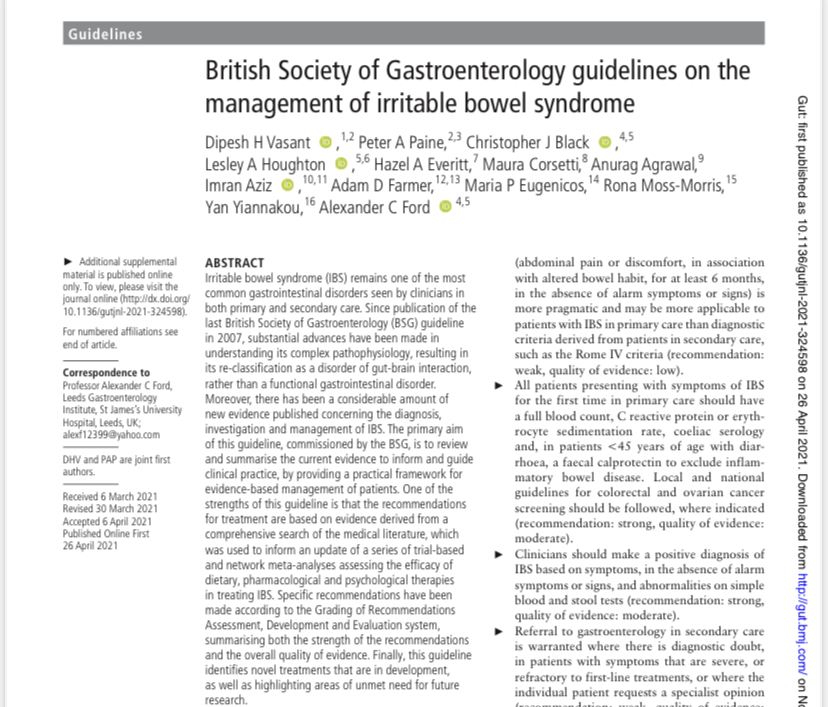 Guidelines
British Society of Gastroenterology guidelines on the
management of irritable bowel syndrome
Dipesh H Vasant iD ,1,2 Peter A Paine,2,3 Christopher J Black iD ,4,5
Lesley A Houghton iD ,5,6 Hazel A Everitt,7 Maura Corsetti,8 Anurag Agrawal,9
Imran Aziz iD ,10,11 Adam D Farmer,12,13 Maria P Eugenicos,14 Rona Moss-Morris,15
Yan Yiannakou,16 Alexander C Ford iD 4,5
► Additional supplemental
material is published online
only. To view, please visit the
journal online (http://dx.doi.org/
10.1136/gutjnl-2021-324598).
For numbered affiliations see
end of article.
Correspondence to
Professor Alexander C Ford,
Leeds Gastroenterology
Institute, St James's University
Hospital, Leeds, UK;
alexf12399@yahoo.com
DHV and PAP are joint first
authors.
Received 6 March 2021
Revised 30 March 2021
Accepted 6 April 2021
Published Online First
26 April 2021
ABSTRACT
Irritable bowel syndrome (IBS) remains one of the most
common gastrointestinal disorders seen by clinicians in
both primary and secondary care. Since publication of the
last British Society of Gastroenterology (BSG) guideline
in 2007, substantial advances have been made in
understanding its complex pathophysiology, resulting in
its re-classification as a disorder of gut-brain interaction,
rather than a functional gastrointestinal disorder.
Moreover, there has been a considerable amount of
new evidence published concerning the diagnosis,
investigation and management of IBS. The primary aim
of this guideline, commissioned by the BSG, is to review
and summarise the current evidence to inform and guide
clinical practice, by providing a practical framework for
evidence-based management of patients. One of the
strengths of this guideline is that the recommendations
for treatment are based on evidence derived from a
comprehensive search of the medical literature, which
was used to inform an update of a series of trial-based
and network meta-analyses assessing the efficacy of
dietary, pharmacological and psychological therapies
in treating IBS. Specific recommendations have been
made according to the Grading of Recommendations
Assessment, Development and Evaluation system,
summarising both the strength of the recommendations
and the overall quality of evidence. Finally, this guideline
identifies novel treatments that are in development,
as well as highlighting areas of unmet need for future
research.
(abdominal pain or discomfort, in association
with altered bowel habit, for at least 6 months,
in the absence of alarm symptoms or signs) is
more pragmatic and may be more applicable to
patients with IBS in primary care than diagnostic
criteria derived from patients in secondary care,
such as the Rome IV criteria (recommendation:
weak, quality of evidence: low).
► All patients presenting with symptoms of IBS
for the first time in primary care should have
a full blood count, C reactive protein or eryth-
rocyte sedimentation rate, coeliac serology
and, in patients <45 years of age with diar-
rhoea, a faecal calprotectin to exclude inflam-
matory bowel disease. Local and national
guidelines for colorectal and ovarian cancer
screening should be followed, where indicated
(recommendation: strong, quality of evidence:
moderate).
► Clinicians should make a positive diagnosis of
IBS based on symptoms, in the absence of alarm
symptoms or signs, and abnormalities on simple
blood and stool tests (recommendation: strong,
quality of evidence: moderate).
► Referral to gastroenterology in secondary care
is warranted where there is diagnostic doubt,
in patients with symptoms that are severe, or
refractory to first-line treatments, or where the
individual patient requests a specialist opinion
(recommendation: weak, quality of evidence:
Gut: first published as 10.1136/gutjnl-2021-324598 on 26 April 2021. Downloaded from http://gut.bmj.com/ on